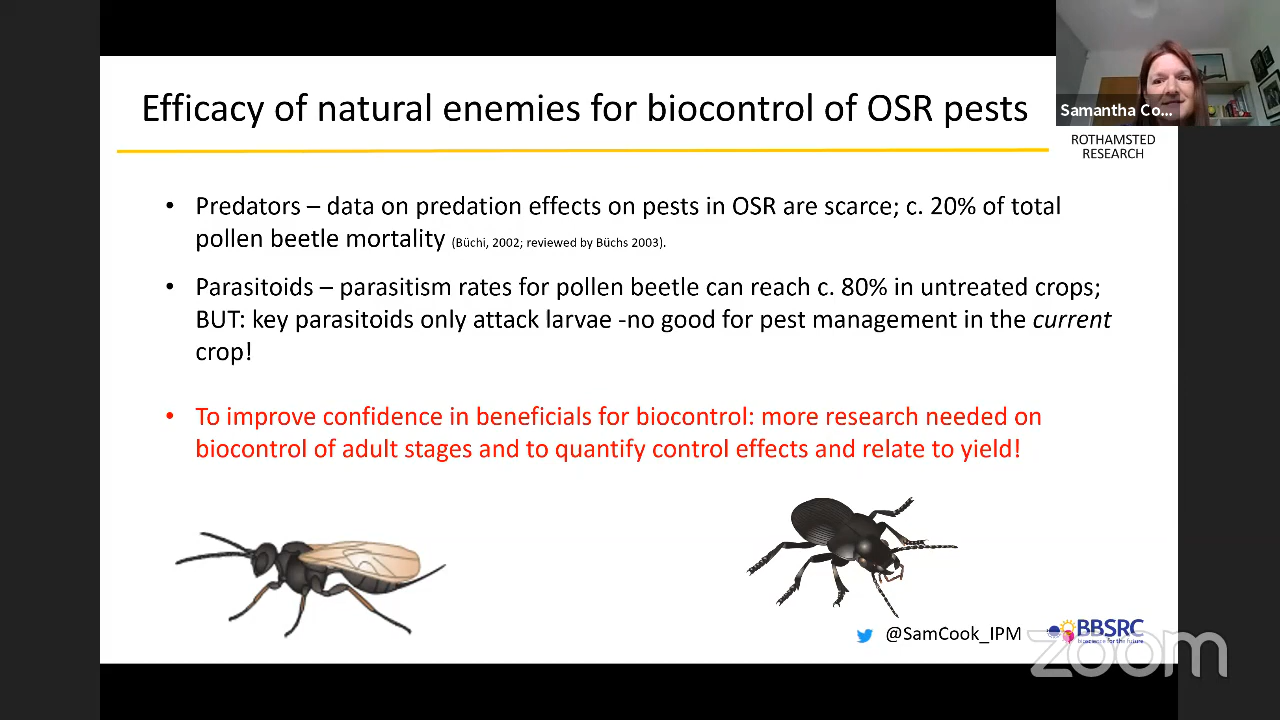 Efficacy of natural enemies for biocontrol of OSR pests
Samantha Co...
ROTHAMSTED
RESEARCH
• Predators – data on predation effects on pests in OSR are scarce; c. 20% of total
pollen beetle mortality (Büchi, 2002; reviewed by Büchs 2003).
• Parasitoids – parasitism rates for pollen beetle can reach c. 80% in untreated crops;
BUT: key parasitoids only attack larvae -no good for pest management in the current
crop!
• To improve confidence in beneficials for biocontrol: more research needed on
biocontrol of adult stages and to quantify control effects and relate to yield!
@SamCook_IPM
BBSRC
bioscience for the future
zoom